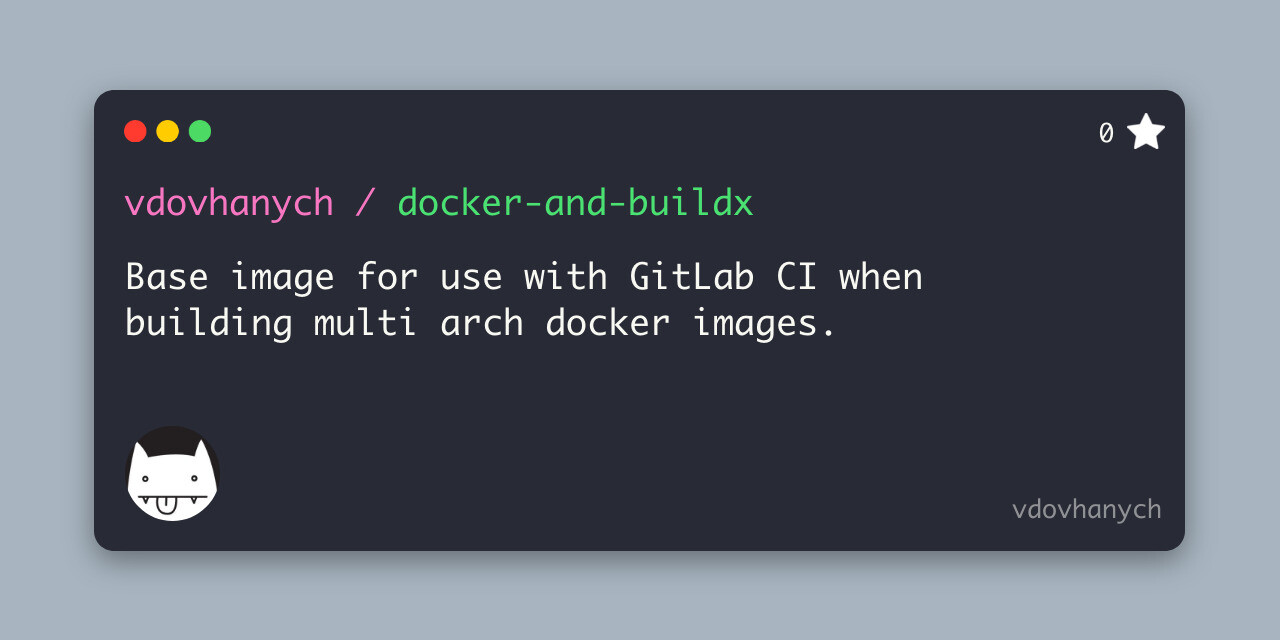 0
vdovhanych / docker-and-buildx
Base image for use with GitLab CI when
building multi arch docker images.
vdovhanych